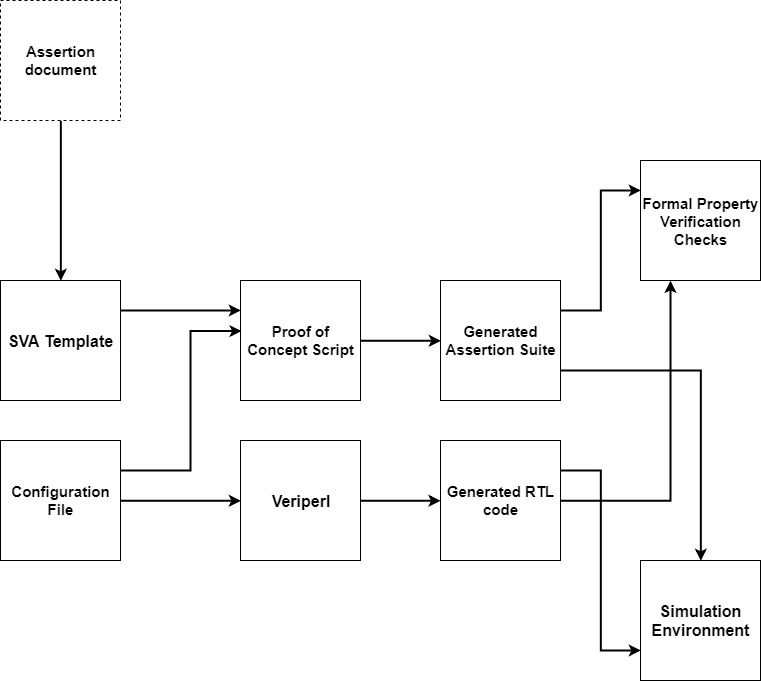 Assertion
document
Formal Property
Verification
Checks
SVA Template
Proof of
Concept Script
Generated
Assertion Suite
Configuration
File
Veriperl
Generated RTL
code
Simulation
Environment